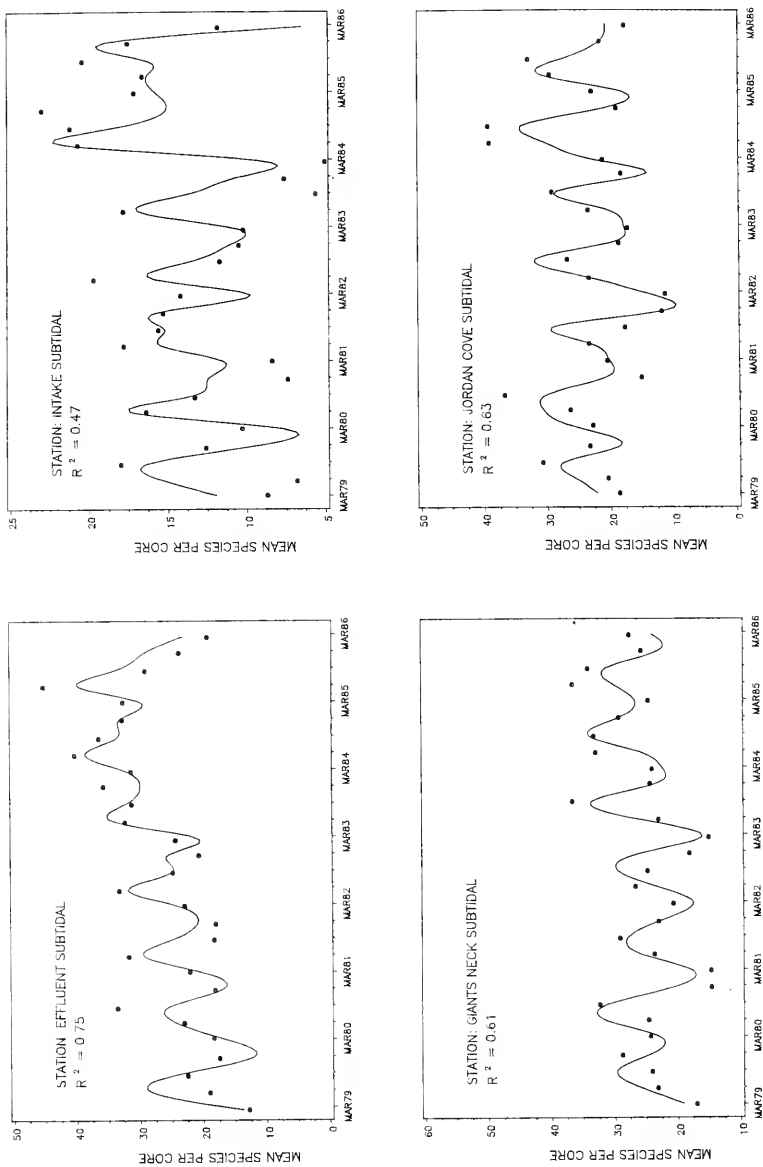 STATION: INTAKE SUBTIDAL
R² = 0.47
MEAN SPECIES PER CORE
25
20
15
10
5
MAR79
MAR80
MAR81
MAR82
MAR83
MAR84
MAR85
MAR86
STATION: JORDAN COVE SUBTIDAL
R² = 0.63
MEAN SPECIES PER CORE
50
40
30
20
10
0
MAR79
MAR80
MAR81
MAR82
MAR83
MAR84
MAR85
MAR86
STATION EFFLUENT SUBTIDAL
R² = 0 75
MEAN SPECIES PER CORE
50
40
30
20
10
0
MAR79
MAR80
MAR81
MAR82
MAR83
MAR84
MAR85
MAR86
STATION: GIANTS NECK SUBTIDAL
R² = 0.61
MEAN SPECIES PER CORE
60
50
40
30
20
10
MAR79
MAR80
MAR81
MAR82
MAR83
MAR84
MAR85
MAR86